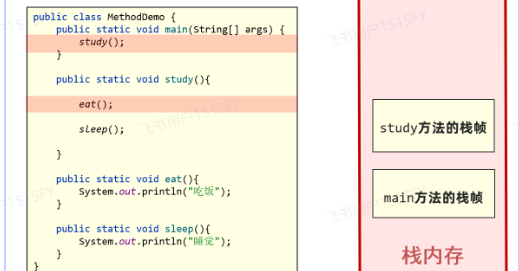 public class MethodDemo {
public static void main(String[] args) {
study();
}
public static void study(){
eat();
sleep();
}
public static void eat(){
System.out.println("吃饭");
}
public static void sleep(){
System.out.println("睡觉");
}
}
study方法的栈帧
main方法的栈帧
栈内存
飞书用户1515FY